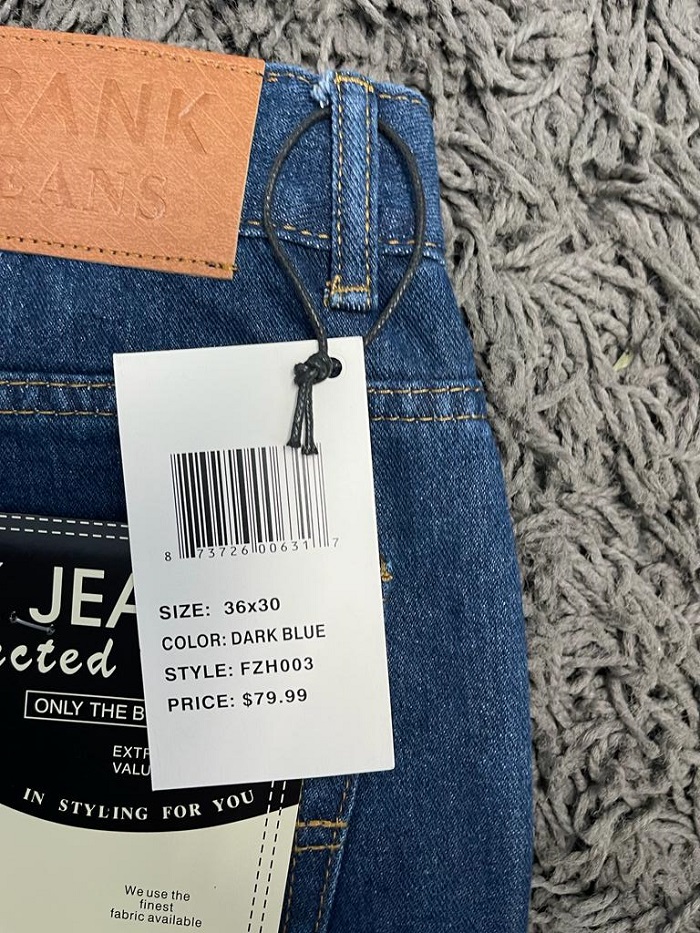 RANK
EANS
8 73726 00631 7
SIZE: 36x30
COLOR: DARK BLUE
STYLE: FZH003
PRICE: $79.99
JEA
cted
ONLY THE B
EXTR
VALU
IN STYLING FOR YOU
We use the
finest
fabric available